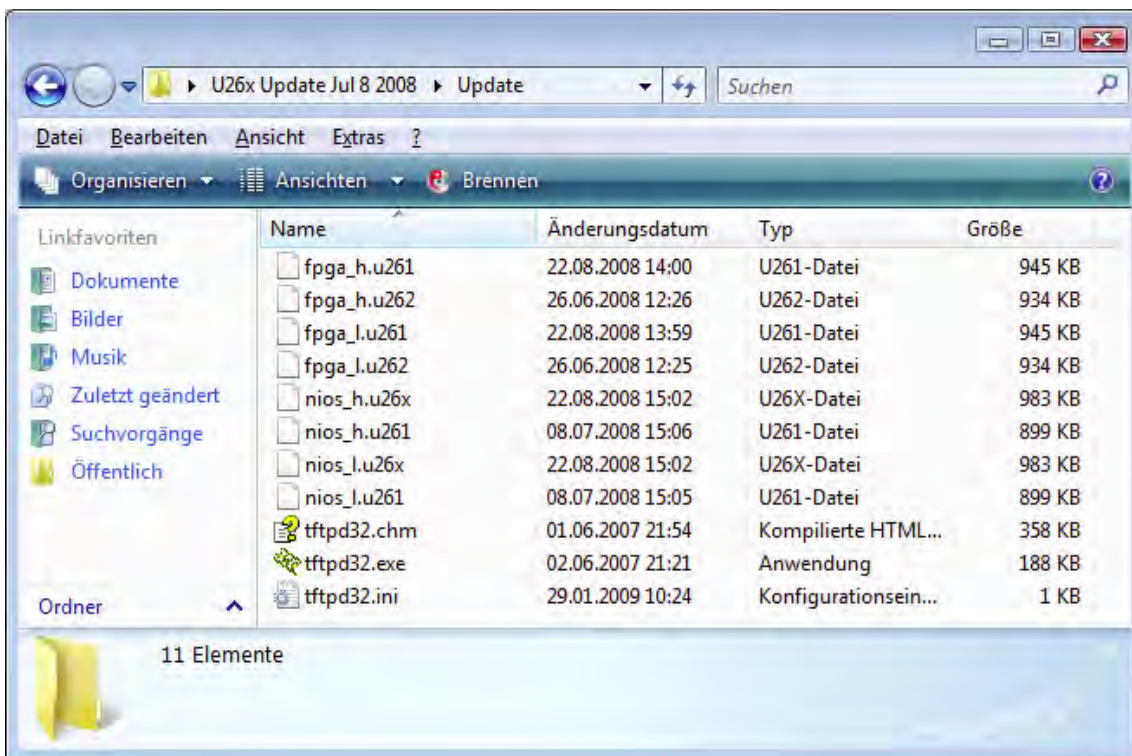 U26x Update Jul 8 2008 Update Suchen
Datei Bearbeiten Ansicht Extras ?
Organisieren Ansichten Brennen
Linkfavoriten
Dokumente
Bilder
Musik
Zuletzt geändert
Suchvorgänge
Öffentlich
Ordner
Name Änderungsdatum Typ Größe
fpga_h.u261 22.08.2008 14:00 U261-Datei 945 KB
fpga_h.u262 26.06.2008 12:26 U262-Datei 934 KB
fpga_l.u261 22.08.2008 13:59 U261-Datei 945 KB
fpga_l.u262 26.06.2008 12:25 U262-Datei 934 KB
nios_h.u26x 22.08.2008 15:02 U26X-Datei 983 KB
nios_h.u261 08.07.2008 15:06 U261-Datei 899 KB
nios_l.u26x 22.08.2008 15:02 U26X-Datei 983 KB
nios_l.u261 08.07.2008 15:05 U261-Datei 899 KB
tftpd32.chm 01.06.2007 21:54 Kompilierte HTML... 358 KB
tftpd32.exe 02.06.2007 21:21 Anwendung 188 KB
tftpd32.ini 29.01.2009 10:24 Konfigurationsein... 1 KB
11 Elemente